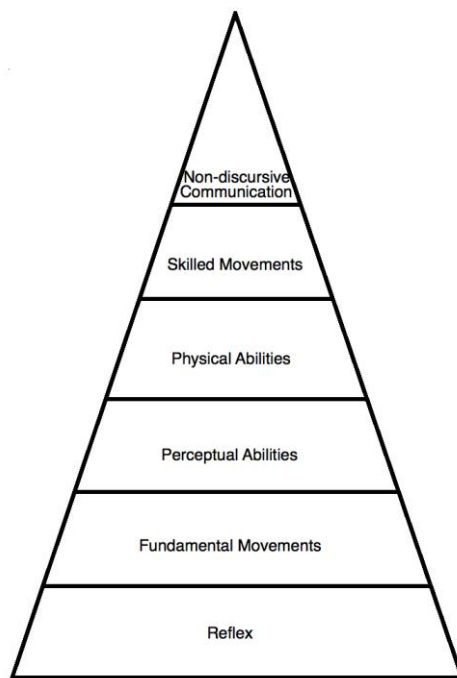 Non-discursive
Communication
Skilled Movements
Physical Abilities
Perceptual Abilities
Fundamental Movements
Reflex